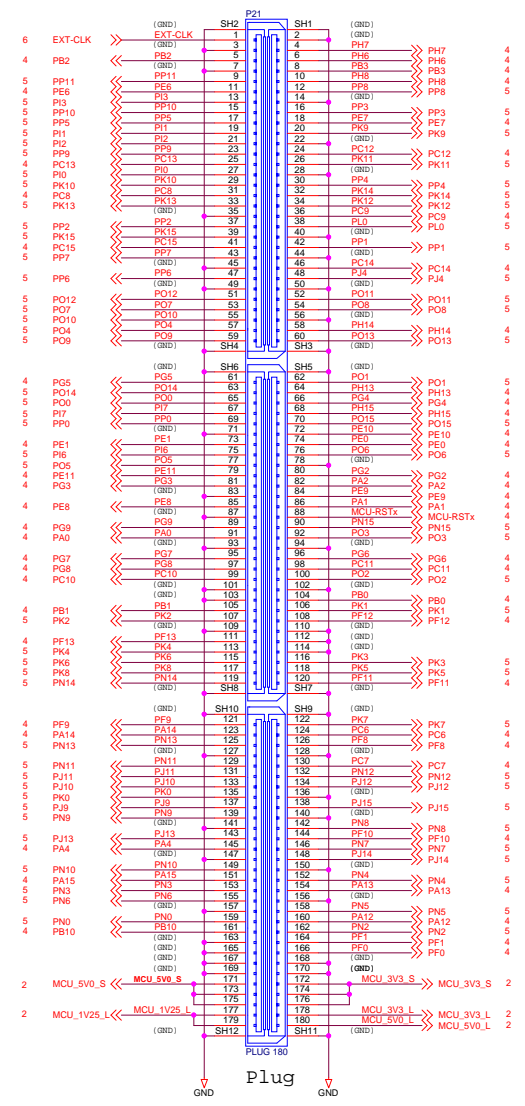 P21
(GND) SH2 SH1 (GND)
6 EXT-CLK EXT-CLK 1 2 (GND)
(GND) 3 4 PH7 PH7 4
4 PB2 PB2 5 6 PH6 PH6 4
(GND) 7 8 PB3 PB3 4
5 PP11 PP11 9 10 PH8 PH8 4
4 PE6 PE6 11 12 PP8 PP8 5
5 PI3 PI3 13 14 (GND)
5 PP10 PP10 15 16 PP3 PP3 5
5 PP5 PP5 17 18 PE7 PE7 4
5 PI1 PI1 19 20 PK9 PK9 5
5 PI2 PI2 21 22 (GND)
5 PP9 PP9 23 24 PC12 PC12 4
4 PC13 PC13 25 26 PK11 PK11 5
5 PI0 PI0 27 28 (GND)
5 PK10 PK10 29 30 PP4 PP4 5
4 PC8 PC8 31 32 PK14 PK14 5
5 PK13 PK13 33 34 PK12 PK12 5
(GND) 35 36 PC9 PC9 4
5 PP2 PP2 37 38 PL0 PL0 5
5 PK15 PK15 39 40 (GND)
4 PC15 PC15 41 42 PP1 PP1 5
5 PP7 PP7 43 44 (GND)
(GND) 45 46 PC14 PC14 4
5 PP6 PP6 47 48 PJ4 PJ4 5
(GND) 49 50 (GND)
5 PO12 PO12 51 52 PO11 PO11 5
5 PO7 PO7 53 54 PO8 PO8 5
5 PO10 PO10 55 56 (GND)
5 PO4 PO4 57 58 PH14 PH14 4
5 PO9 PO9 59 60 PO13 PO13 5
(GND) SH4 SH3 (GND)
(GND) SH6 SH5 (GND)
4 PG5 PG5 61 62 PO1 PO1 5
5 PO14 PO14 63 64 PH13 PH13 4
5 PO0 PO0 65 66 PG4 PG4 4
5 PI7 PI7 67 68 PH15 PH15 4
5 PP0 PP0 69 70 PO15 PO15 5
(GND) 71 72 PE10 PE10 4
4 PE1 PE1 73 74 PE0 PE0 4
5 PI6 PI6 75 76 PO6 PO6 5
5 PO5 PO5 77 78 (GND)
4 PE11 PE11 79 80 PG2 PG2 4
4 PG3 PG3 81 82 PA2 PA2 4
(GND) 83 84 PE9 PE9 4
4 PE8 PE8 85 86 PA1 PA1 4
(GND) 87 88 MCU-RSTx MCU-RSTx 4
4 PG9 PG9 89 90 PN15 PN15 5
4 PA0 PA0 91 92 PO3 PO3 5
(GND) 93 94 (GND)
4 PG7 PG7 95 96 PG6 PG6 4
4 PG8 PG8 97 98 PC11 PC11 4
4 PC10 PC10 99 100 PO2 PO2 5
(GND) 101 102 (GND)
(GND) 103 104 PB0 PB0 4
4 PB1 PB1 105 106 PK1 PK1 5
5 PK2 PK2 107 108 PF12 PF12 4
(GND) 109 110 (GND)
4 PF13 PF13 111 112 (GND)
5 PK4 PK4 113 114 (GND)
5 PK6 PK6 115 116 PK3 PK3 5
5 PK8 PK8 117 118 PK5 PK5 5
5 PN14 PN14 119 120 PF11 PF11 4
(GND) SH8 SH7 (GND)
(GND) SH10 SH9 (GND)
4 PF9 PF9 121 122 PK7 PK7 5
4 PA14 PA14 123 124 PC6 PC6 4
5 PN13 PN13 125 126 PF8 PF8 4
(GND) 127 128 (GND)
5 PN11 PN11 129 130 PC7 PC7 4
5 PJ11 PJ11 131 132 PN12 PN12 5
5 PJ10 PJ10 133 134 PJ12 PJ12 5
5 PK0 PK0 135 136 (GND)
5 PJ9 PJ9 137 138 PJ15 PJ15 5
5 PN9 PN9 139 140 (GND)
(GND) 141 142 PN8 PN8 5
5 PJ13 PJ13 143 144 PF10 PF10 4
4 PA4 PA4 145 146 PN7 PN7 5
(GND) 147 148 PJ14 PJ14 5
5 PN10 PN10 149 150 (GND)
4 PA15 PA15 151 152 PN4 PN4 5
5 PN3 PN3 153 154 PA13 PA13 4
5 PN6 PN6 155 156 (GND)
(GND) 157 158 PN5 PN5 5
5 PN0 PN0 159 160 PA12 PA12 4
4 PB10 PB10 161 162 PN2 PN2 5
(GND) 163 164 PF1 PF1 4
(GND) 165 166 PF0 PF0 4
(GND) 167 168 (GND)
(GND) 169 170 (GND)
2 MCU_5V0_S MCU_5V0_S 171 172 MCU_3V3_S MCU_3V3_S 2
173 174
175 176
2 MCU_1V25_L MCU_1V25_L 177 178 MCU_3V3_L MCU_3V3_L 2
179 180 MCU_5V0_L MCU_5V0_L 2
(GND) SH12 SH11 (GND)
PLUG 180
Plug
GND GND